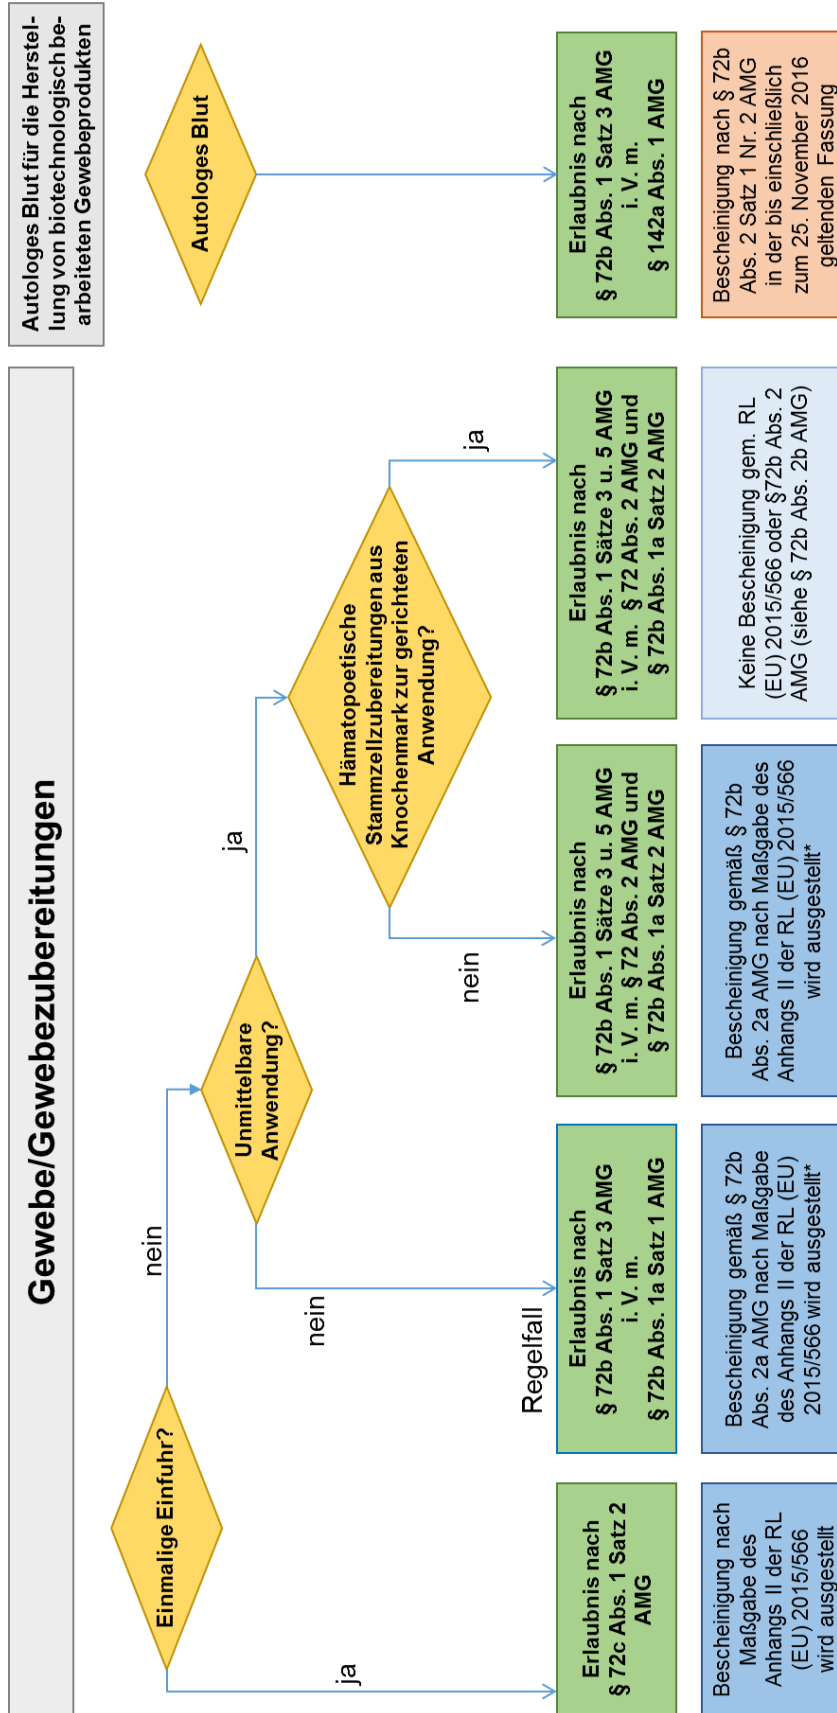 Gewebe/Gewebezubereitungen
Autologes Blut für die Herstel-
lung von biotechnologisch be-
arbeiteten Gewebeprodukten
Einmalige Einfuhr?
nein
ja
Unmittelbare
Anwendung?
nein
ja
Hämatopoetische
Stammzellzubereitungen aus
Knochenmark zur gerichteten
Anwendung?
nein
ja
Autologes Blut
Regelfall
Erlaubnis nach
§ 72c Abs. 1 Satz 2
AMG
Erlaubnis nach
§ 72b Abs. 1 Satz 3 AMG
i. V. m.
§ 72b Abs. 1a Satz 1 AMG
Erlaubnis nach
§ 72b Abs. 1 Sätze 3 u. 5 AMG
i. V. m. § 72 Abs. 2 AMG und
§ 72b Abs. 1a Satz 2 AMG
Erlaubnis nach
§ 72b Abs. 1 Sätze 3 u. 5 AMG
i. V. m. § 72 Abs. 2 AMG und
§ 72b Abs. 1a Satz 2 AMG
Erlaubnis nach
§ 72b Abs. 1 Satz 3 AMG
i. V. m.
§ 142a Abs. 1 AMG
Bescheinigung nach
Maßgabe des
Anhangs II der RL
(EU) 2015/566
wird ausgestellt
Bescheinigung gemäß § 72b
Abs. 2a AMG nach Maßgabe
des Anhangs II der RL (EU)
2015/566 wird ausgestellt*
Bescheinigung gemäß § 72b
Abs. 2a AMG nach Maßgabe des
Anhangs II der RL (EU) 2015/566
wird ausgestellt*
Keine Bescheinigung gem. RL
(EU) 2015/566 oder §72b Abs. 2
AMG (siehe § 72b Abs. 2b AMG)
Bescheinigung nach § 72b
Abs. 2 Satz 1 Nr. 2 AMG
in der bis einschließlich
zum 25. November 2016
geltenden Fassung